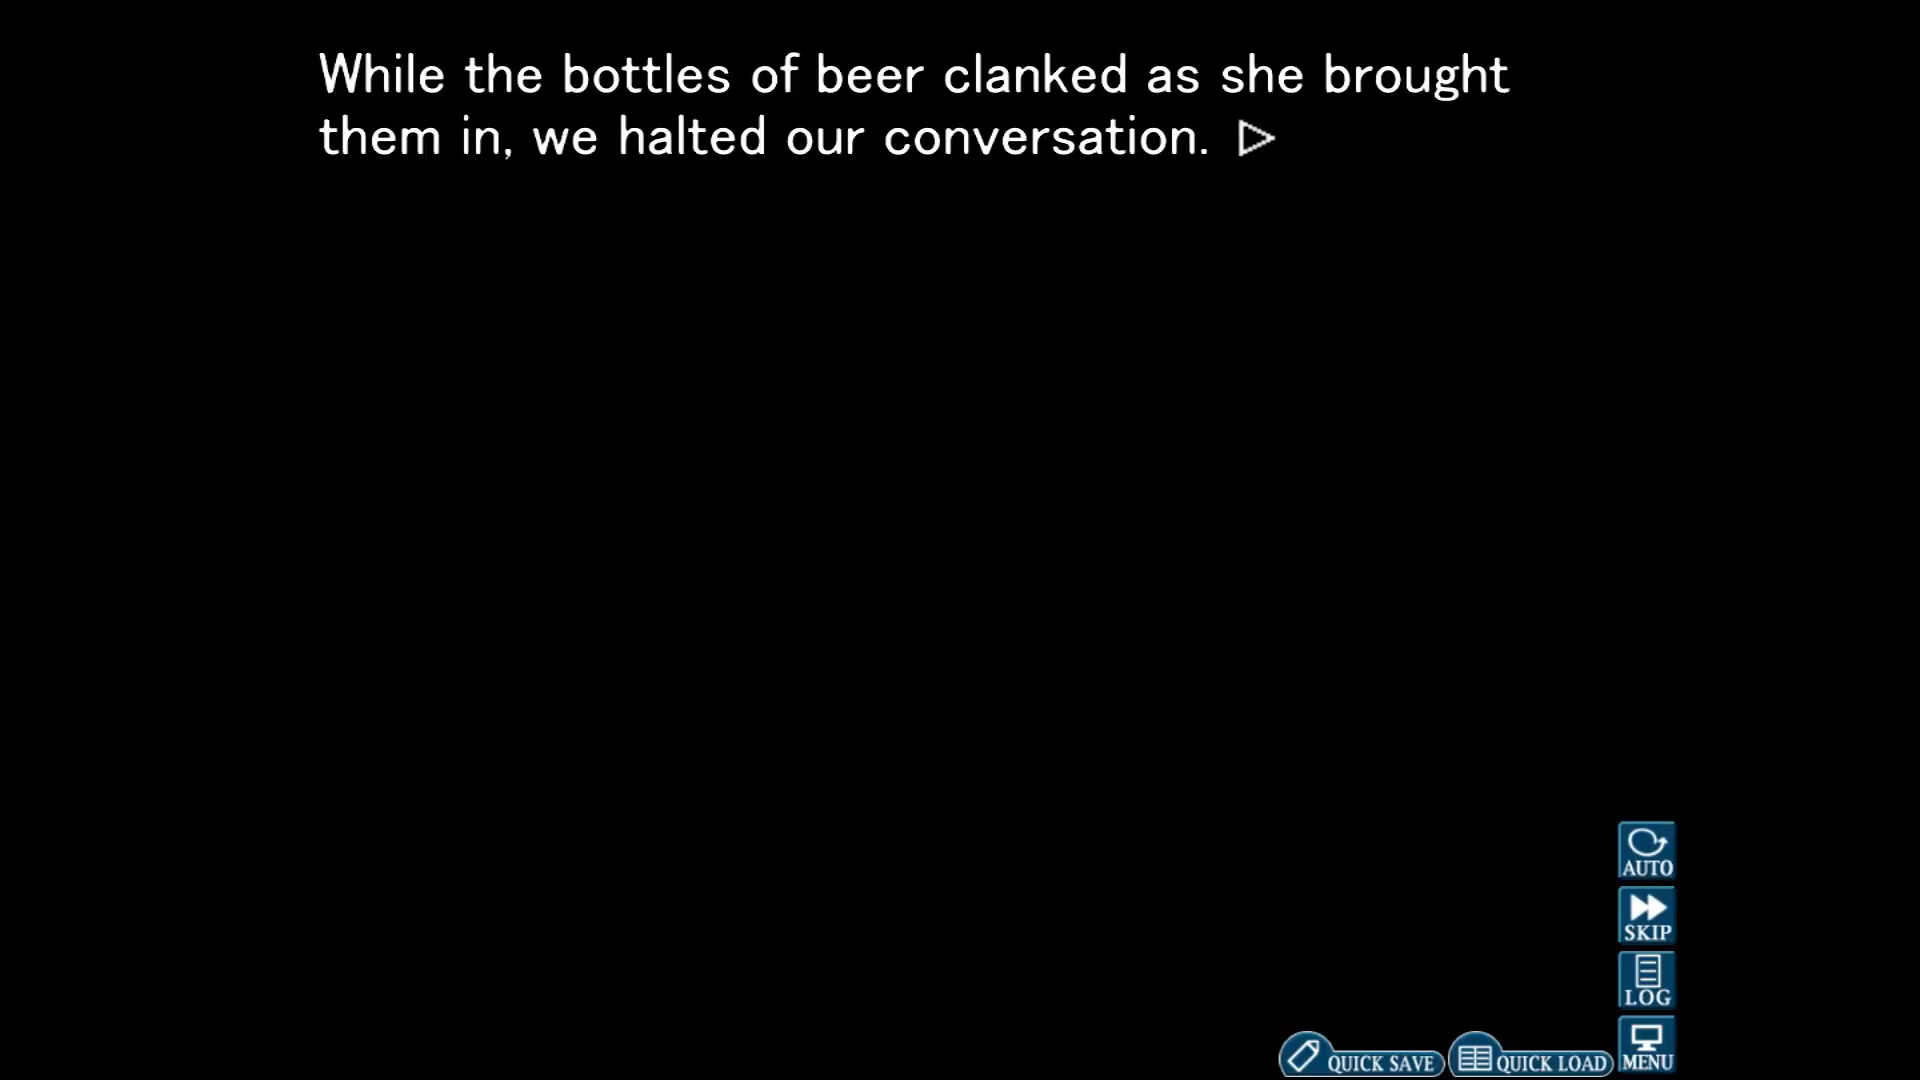 While the bottles of beer clanked as she brought
them in, we halted our conversation.
AUTO
SKIP
LOG
QUICK SAVE QUICK LOAD MENU